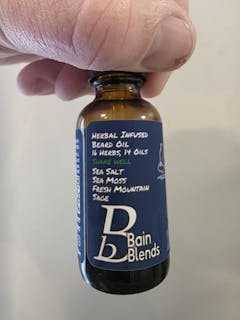 Herbal Infused
Beard Oil
16 Herbs, 14 Oils
Shake Well
Sea Salt
Sea Moss
Fresh Mountain
Sage
Bb
Bain
Blends